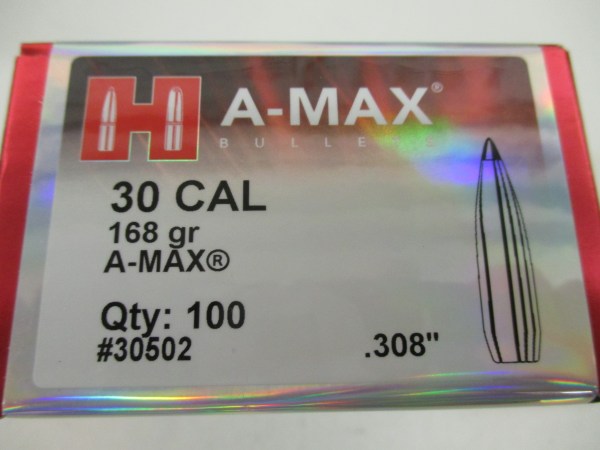 H A-MAX®
BULLETS
30 CAL
168 gr
A-MAX®
Qty: 100
#30502 .308"